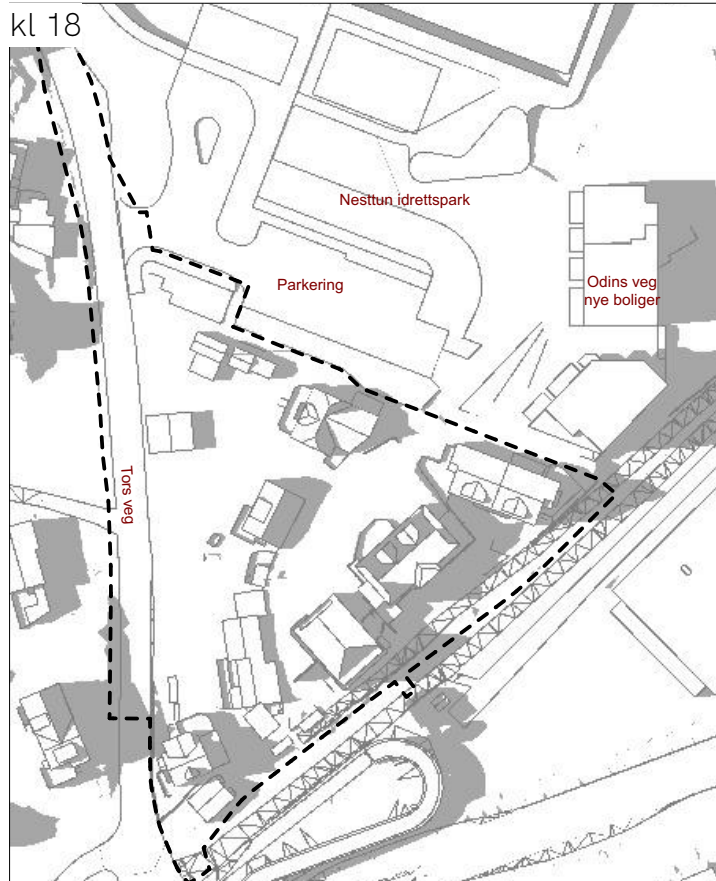 kl 18
Nesttun idrettspark
Parkering
Odins veg
nye boliger
Tors veg